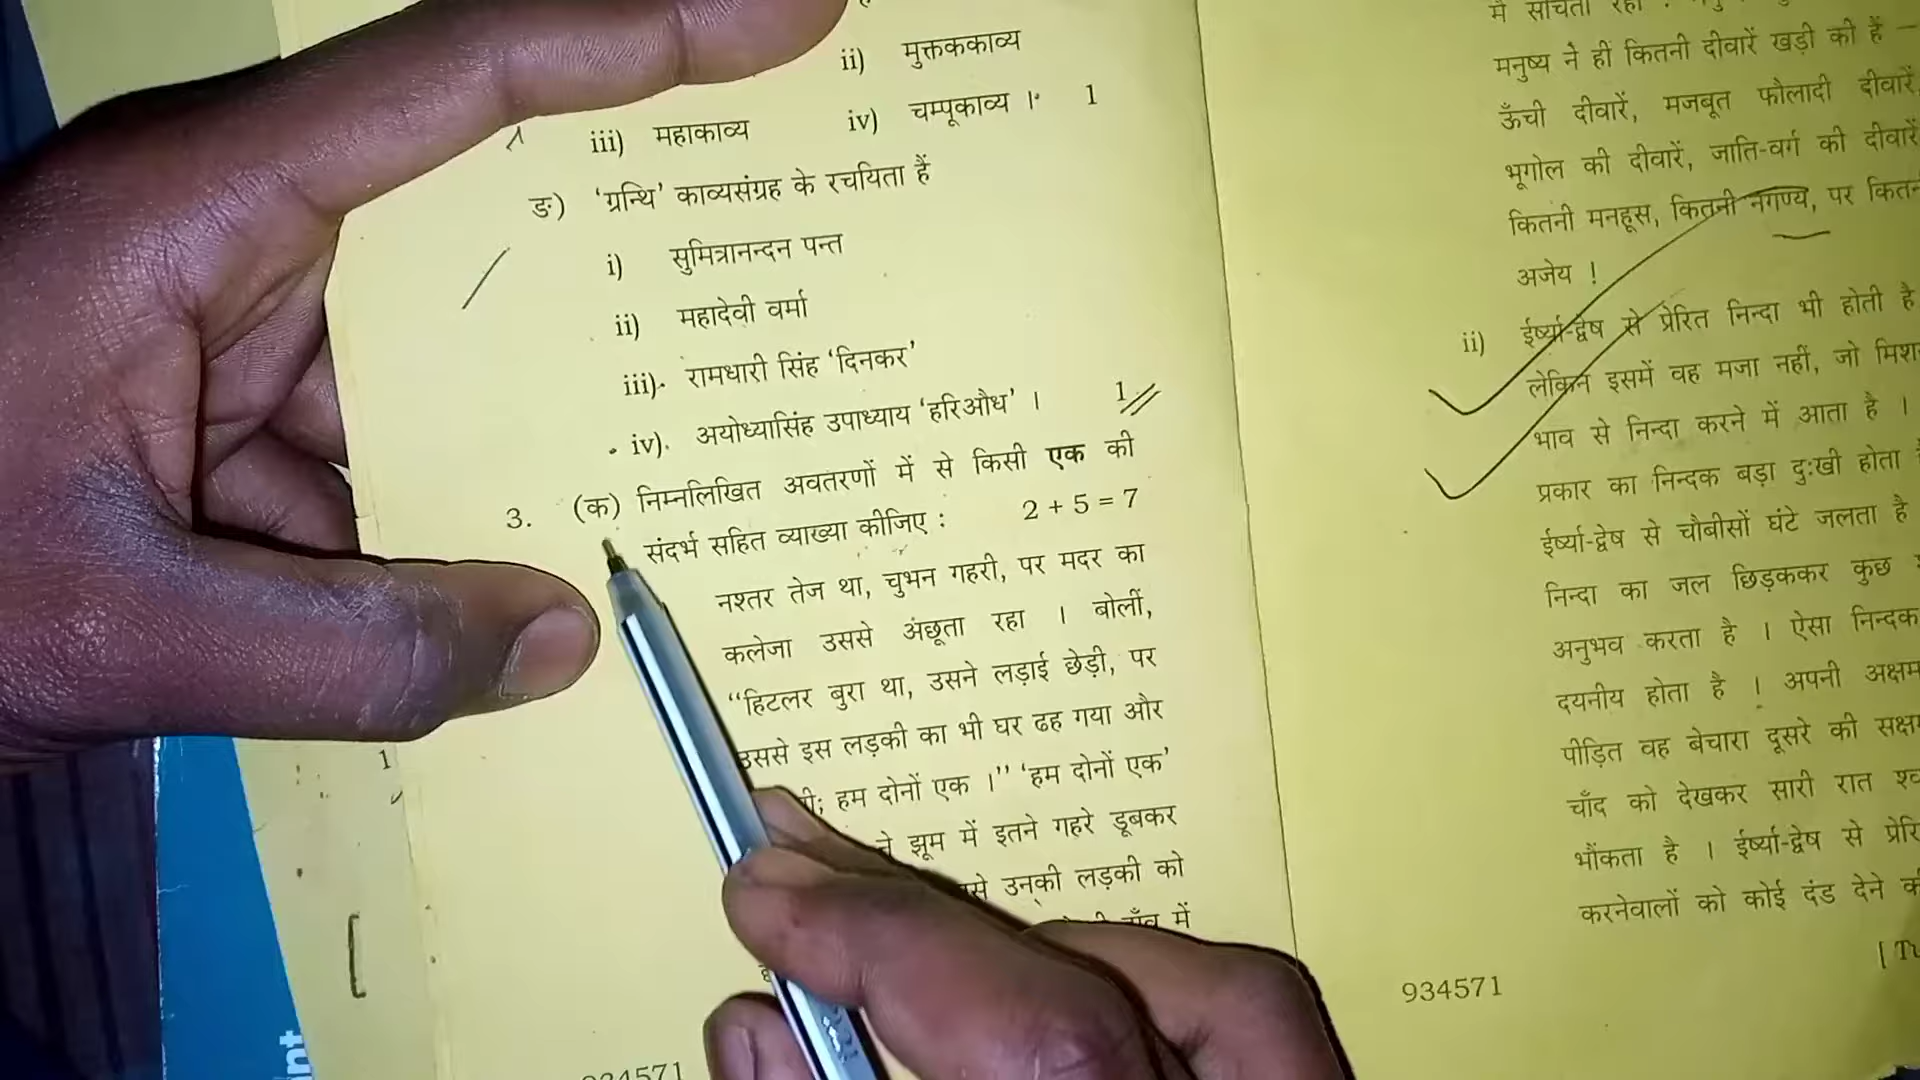 ii) मुक्तककाव्य
iii) महाकाव्य iv) चम्पूकाव्य । 1
ङ) ‘ग्रन्थि’ काव्यसंग्रह के रचयिता हैं
i) सुमित्रानन्दन पन्त
ii) महादेवी वर्मा
iii) रामधारी सिंह ‘दिनकर’
iv) अयोध्यासिंह उपाध्याय ‘हरिऔध’ । 1
3. (क) निम्नलिखित अवतरणों में से किसी एक की
संदर्भ सहित व्याख्या कीजिए : 2 + 5 = 7
नश्तर तेज था, चुभन गहरी, पर मदर का
कलेजा उससे अंछूता रहा । बोलीं,
“हिटलर बुरा था, उसने लड़ाई छेड़ी, पर
उससे इस लड़की का भी घर ढह गया और
हम दोनों एक ।” ‘हम दोनों एक’
झूम में इतने गहरे डूबकर
उनकी लड़की को
में
1
मनुष्य ने हीं कितनी दीवारें खड़ी की हैं —
ऊँची दीवारें, मजबूत फौलादी दीवारें,
भूगोल की दीवारें, जाति-वर्ग की दीवारें
कितनी मनहूस, कितनी नगण्य, पर
अजेय !
ii) ईर्ष्या-द्वेष से प्रेरित निन्दा भी होती है
लेकिन इसमें वह मजा नहीं, जो
भाव से निन्दा करने में आता है ।
प्रकार का निन्दक बड़ा दुःखी होता
ईर्ष्या-द्वेष से चौबीसों घंटे जलता है
निन्दा का जल छिड़ककर कुछ
अनुभव करता है । ऐसा निन्दक
दयनीय होता है । अपनी
पीड़ित वह बेचारा दूसरे की
चाँद को देखकर सारी रात
भौंकता है । ईर्ष्या-द्वेष से
करनेवालों को कोई दंड देने
934571